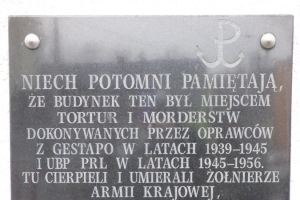 NIECH POTOMNI PAMIĘTAJĄ,
ŻE BUDYNEK TEN BYŁ MIEJSCEM
TORTUR I MORDERSTW
DOKONYWANYCH PRZEZ OPRAWCÓW
Z GESTAPO W LATACH 1939-1945
I UBP PRL W LATACH 1945-1956.
TU CIERPIELI I UMIERALI ŻOŁNIERZE
ARMII KRAJOWEJ,